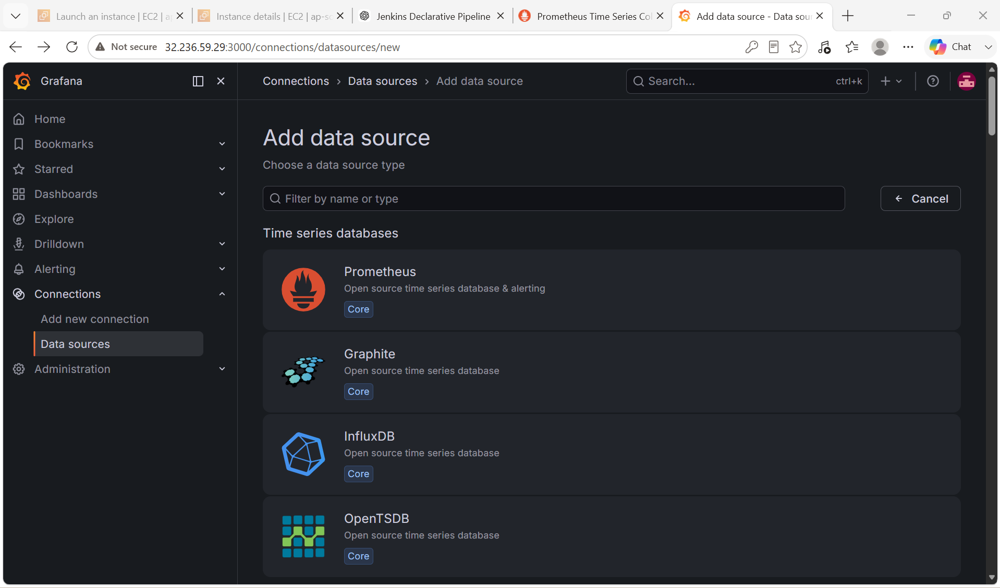 Launch an instance | EC2 | a
Instance details | EC2 | ap-s
Jenkins Declarative Pipeline
Prometheus Time Series Col
Add data source - Data sou
Not secure
32.236.59.29:3000/connections/datasources/new
Chat
Grafana
Connections › Data sources › Add data source
Search...
ctrl+k
Home
Bookmarks
Starred
Dashboards
Explore
Drilldown
Alerting
Connections
Add new connection
Data sources
Administration
Add data source
Choose a data source type
Filter by name or type
Cancel
Time series databases
Prometheus
Open source time series database & alerting
Core
Graphite
Open source time series database
Core
InfluxDB
Open source time series database
Core
OpenTSDB
Open source time series database
Core